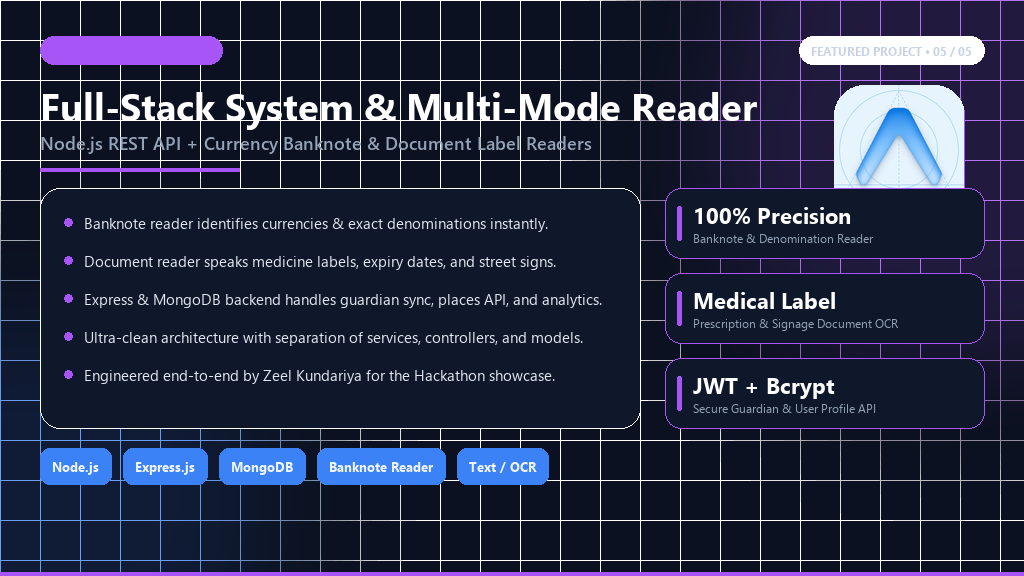 FEATURED PROJECT • 05 / 05
Full-Stack System & Multi-Mode Reader
Node.js REST API + Currency Banknote & Document Label Readers
Banknote reader identifies currencies & exact denominations instantly.
Document reader speaks medicine labels, expiry dates, and street signs.
Express & MongoDB backend handles guardian sync, places API, and analytics.
Ultra-clean architecture with separation of services, controllers, and models.
Engineered end-to-end by Zeel Kundariya for the Hackathon showcase.
100% Precision
Banknote & Denomination Reader
Medical Label
Prescription & Signage Document OCR
JWT + Bcrypt
Secure Guardian & User Profile API
Node.js
Express.js
MongoDB
Banknote Reader
Text / OCR